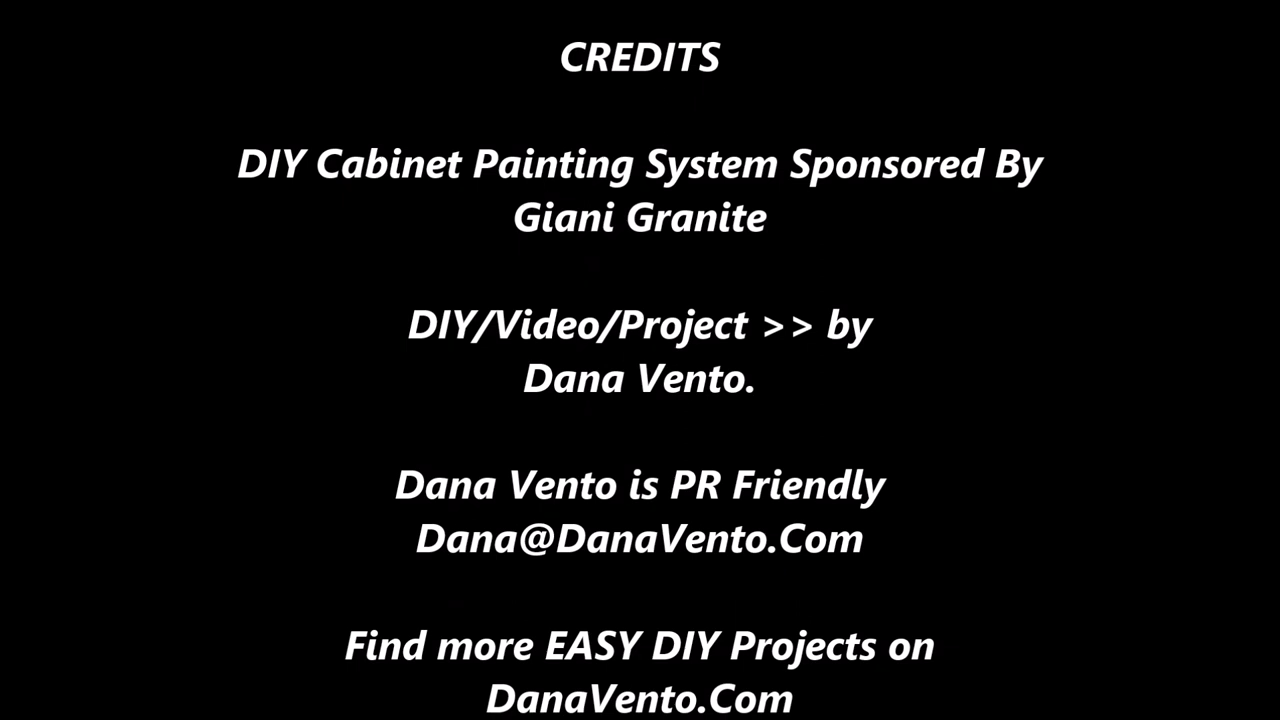 CREDITS
DIY Cabinet Painting System Sponsored By
Giani Granite
DIY/Video/Project >> by
Dana Vento.
Dana Vento is PR Friendly
Dana@DanaVento.Com
Find more EASY DIY Projects on
DanaVento.Com